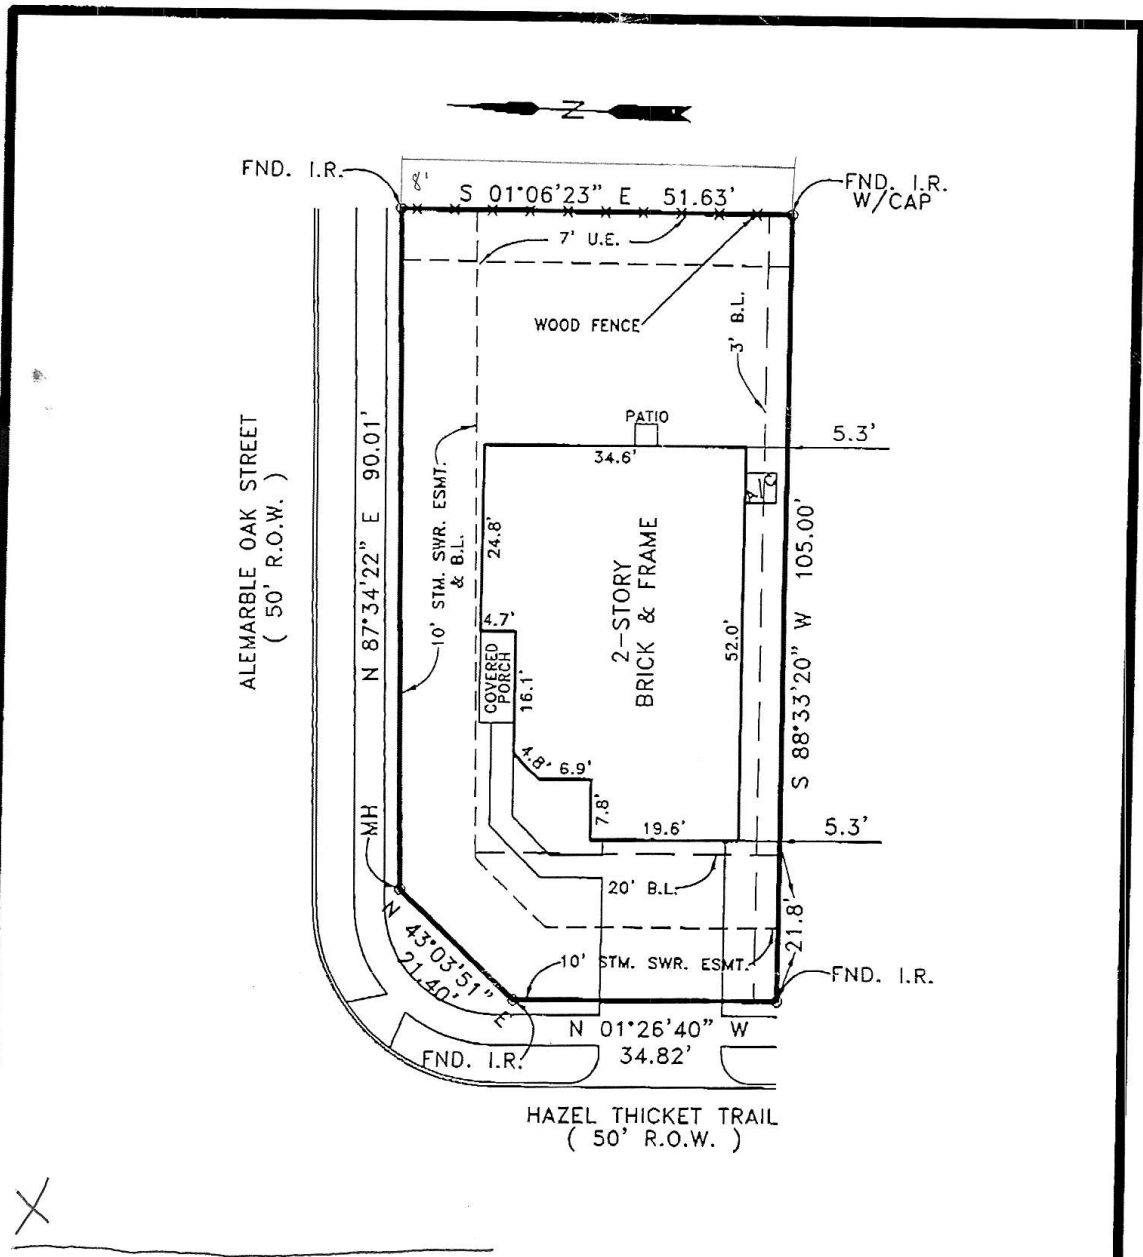 N
FND. I.R.
8'
S 01°06'23" E 51.63'
FND. I.R.
W/CAP
7' U.E.
WOOD FENCE
3' B.L.
PATIO
34.6'
5.3'
A/C
ALEMARBLE OAK STREET
( 50' R.O.W. )
N 87°34'22" E 90.01'
10' STM. SWR. ESMT.
& B.L.
24.8'
4.7'
COVERED
PORCH
16.1'
2-STORY
BRICK & FRAME
52.0'
S 88°33'20" W 105.00'
4.8'
6.9'
7.8'
19.6'
5.3'
MH
20' B.L.
21.8'
N 43°03'51" E
21.40'
10' STM. SWR. ESMT.
FND. I.R.
N 01°26'40" W
34.82'
FND. I.R.
HAZEL THICKET TRAIL
( 50' R.O.W. )
X